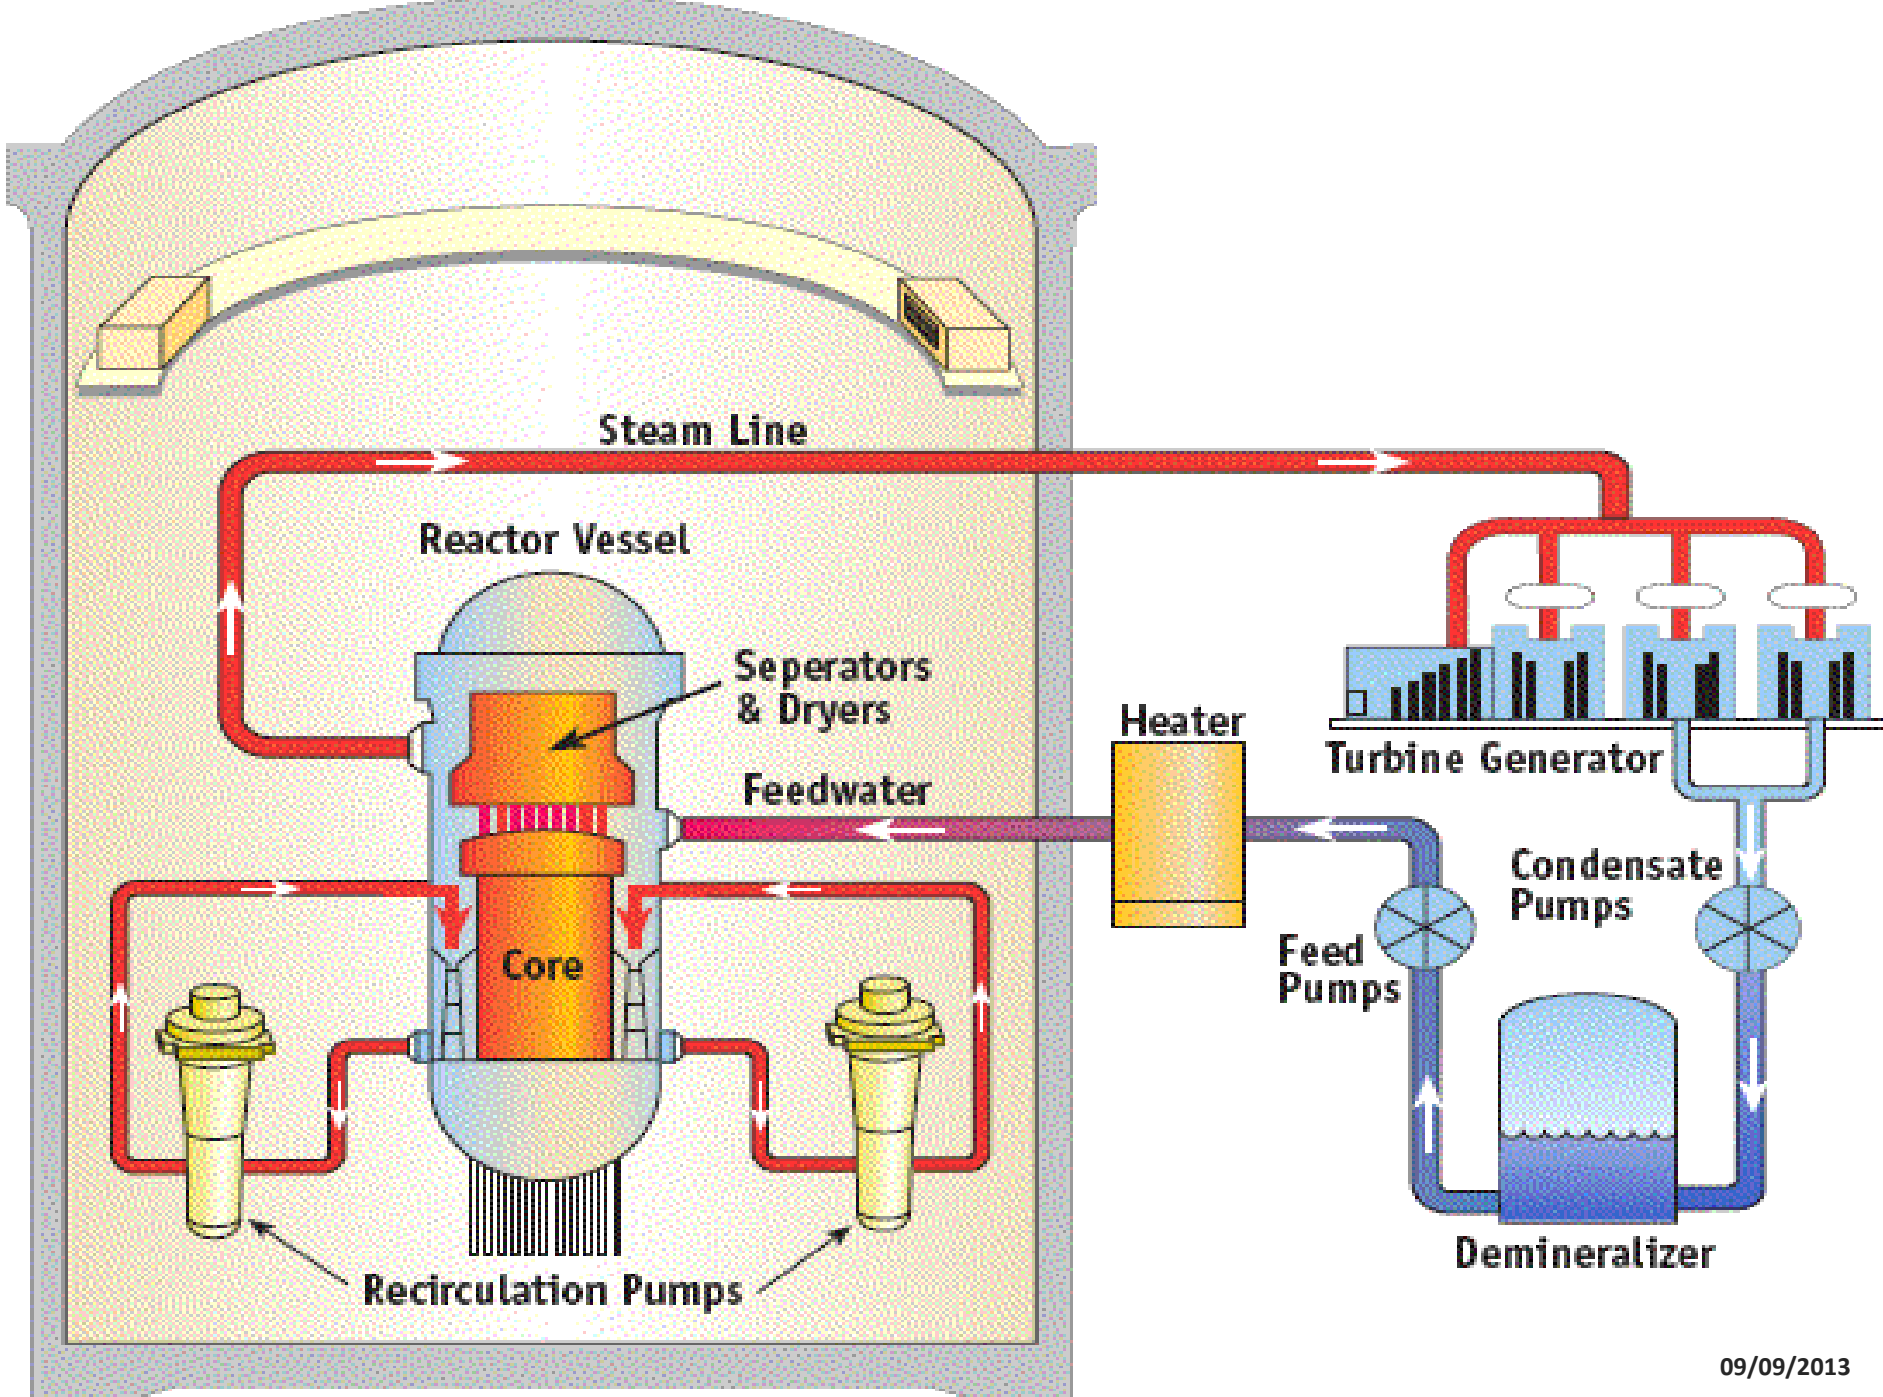 Steam Line
Reactor Vessel
Seperators
& Dryers
Heater
Turbine Generator
Feedwater
Condensate
Pumps
Feed
Pumps
Core
Demineralizer
Recirculation Pumps
09/09/2013